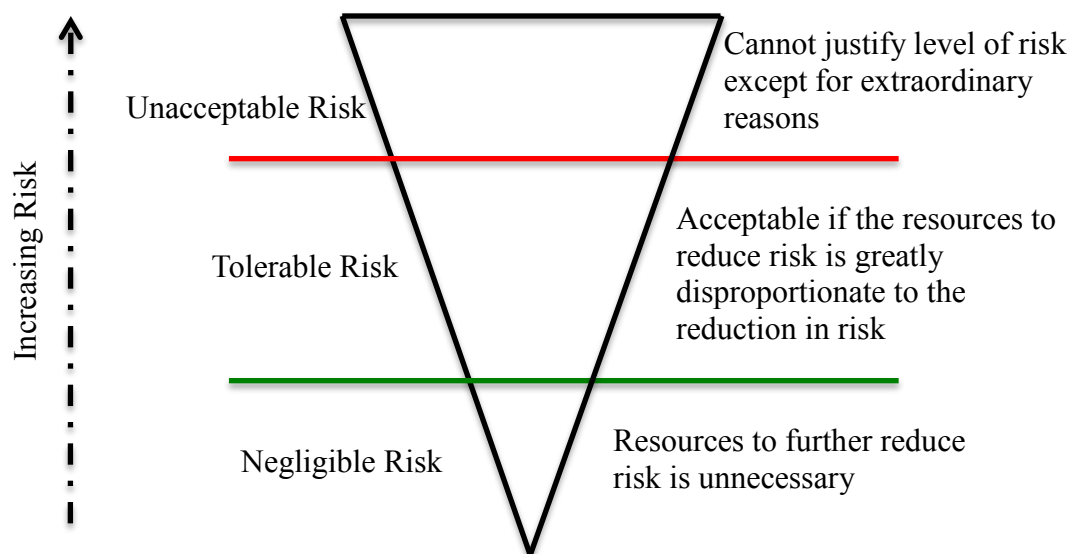 Increasing Risk
Unacceptable Risk
Cannot justify level of risk
except for extraordinary
reasons
Tolerable Risk
Acceptable if the resources to
reduce risk is greatly
disproportionate to the
reduction in risk
Negligible Risk
Resources to further reduce
risk is unnecessary